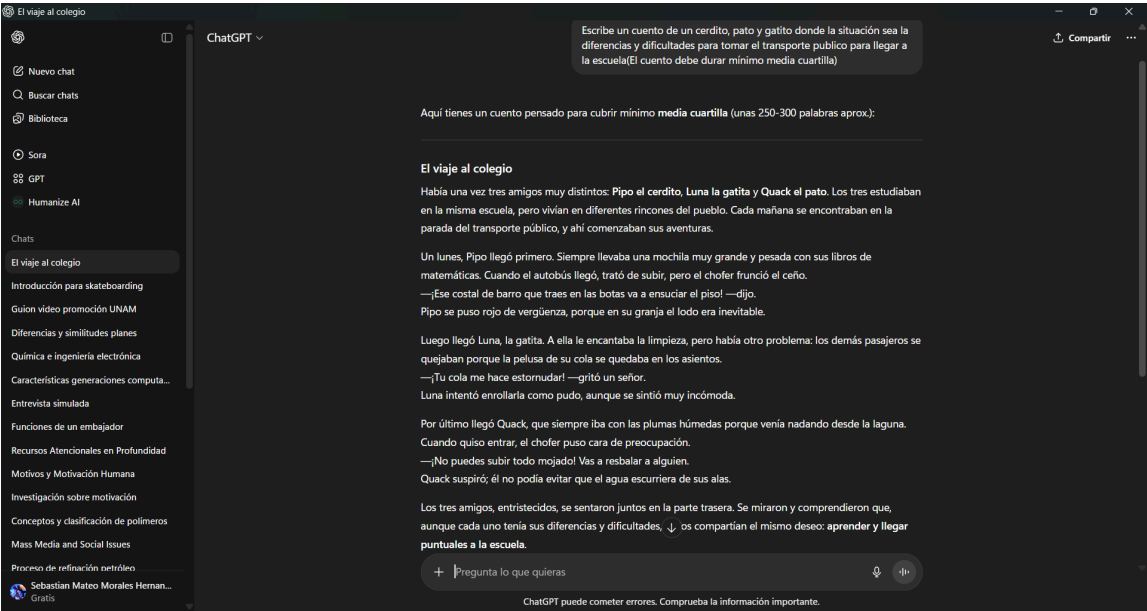 El viaje al colegio
ChatGPT
Compartir
Nuevo chat
Buscar chats
Biblioteca
Sora
GPT
Humanize AI
Chats
El viaje al colegio
Introducción para skateboarding
Guion video promoción UNAM
Diferencias y similitudes planes
Química e ingeniería electrónica
Características generaciones computa...
Entrevista simulada
Funciones de un embajador
Recursos Atencionales en Profundidad
Motivos y Motivación Humana
Investigación sobre motivación
Conceptos y clasificación de polímeros
Mass Media and Social Issues
Proceso de refinación petróleo
Sebastian Mateo Morales Hernan...
Gratis
Escribe un cuento de un cerdito, pato y gatito donde la situación sea la
diferencias y dificultades para tomar el transporte publico para llegar a
la escuela(El cuento debe durar mínimo media cuartilla)
Aquí tienes un cuento pensado para cubrir mínimo media cuartilla (unas 250-300 palabras aprox.):
El viaje al colegio
Había una vez tres amigos muy distintos: Pipo el cerdito, Luna la gatita y Quack el pato. Los tres estudiaban
en la misma escuela, pero vivían en diferentes rincones del pueblo. Cada mañana se encontraban en la
parada del transporte público, y ahí comenzaban sus aventuras.
Un lunes, Pipo llegó primero. Siempre llevaba una mochila muy grande y pesada con sus libros de
matemáticas. Cuando el autobús llegó, trató de subir, pero el chofer frunció el ceño.
—¡Ese costal de barro que traes en las botas va a ensuciar el piso! —dijo.
Pipo se puso rojo de vergüenza, porque en su granja el lodo era inevitable.
Luego llegó Luna, la gatita. A ella le encantaba la limpieza, pero había otro problema: los demás pasajeros se
quejaban porque la pelusa de su cola se quedaba en los asientos.
—¡Tu cola me hace estornudar! —gritó un señor.
Luna intentó enrollarla como pudo, aunque se sintió muy incómoda.
Por último llegó Quack, que siempre iba con las plumas húmedas porque venía nadando desde la laguna.
Cuando quiso entrar, el chofer puso cara de preocupación.
—¡No puedes subir todo mojado! Vas a resbalar a alguien.
Quack suspiró; él no podía evitar que el agua escurriera de sus alas.
Los tres amigos, entristecidos, se sentaron juntos en la parte trasera. Se miraron y comprendieron que,
aunque cada uno tenía sus diferencias y dificultades, os compartían el mismo deseo: aprender y llegar
puntuales a la escuela.
Pregunta lo que quieras
ChatGPT puede cometer errores. Comprueba la información importante.